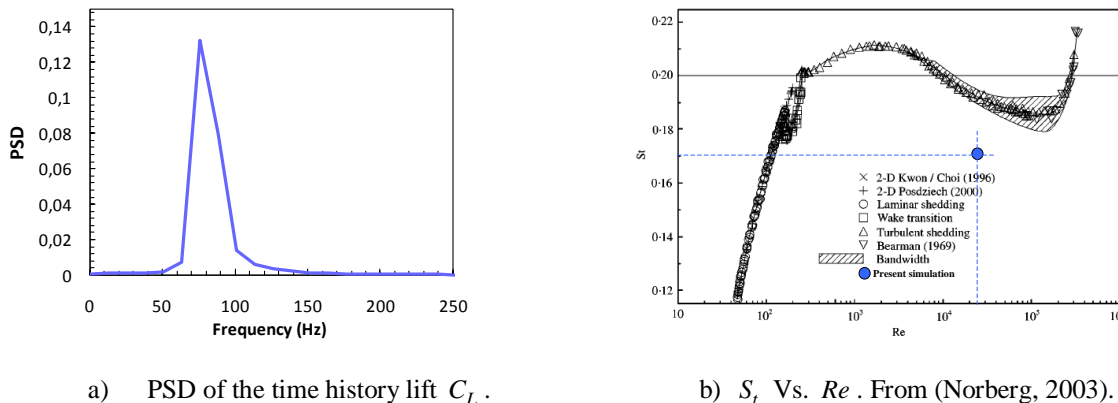 0,14
0,12
0,1
0,08
0,06
0,04
0,02
0
PSD
0 50 100 150 200 250
Frequency (Hz)
0·22
0·20
0·18
0·16
0·14
0·12
St
10 10² 10³ 10⁴ 10⁵ 10⁶
Re
× 2-D Kwon / Choi (1996)
+ 2-D Posdziech (2000)
Laminar shedding
Wake transition
Turbulent shedding
Bearman (1969)
Bandwidth
Present simulation
a) PSD of the time history lift C_L .
b) S_t Vs. Re . From (Norberg, 2003).